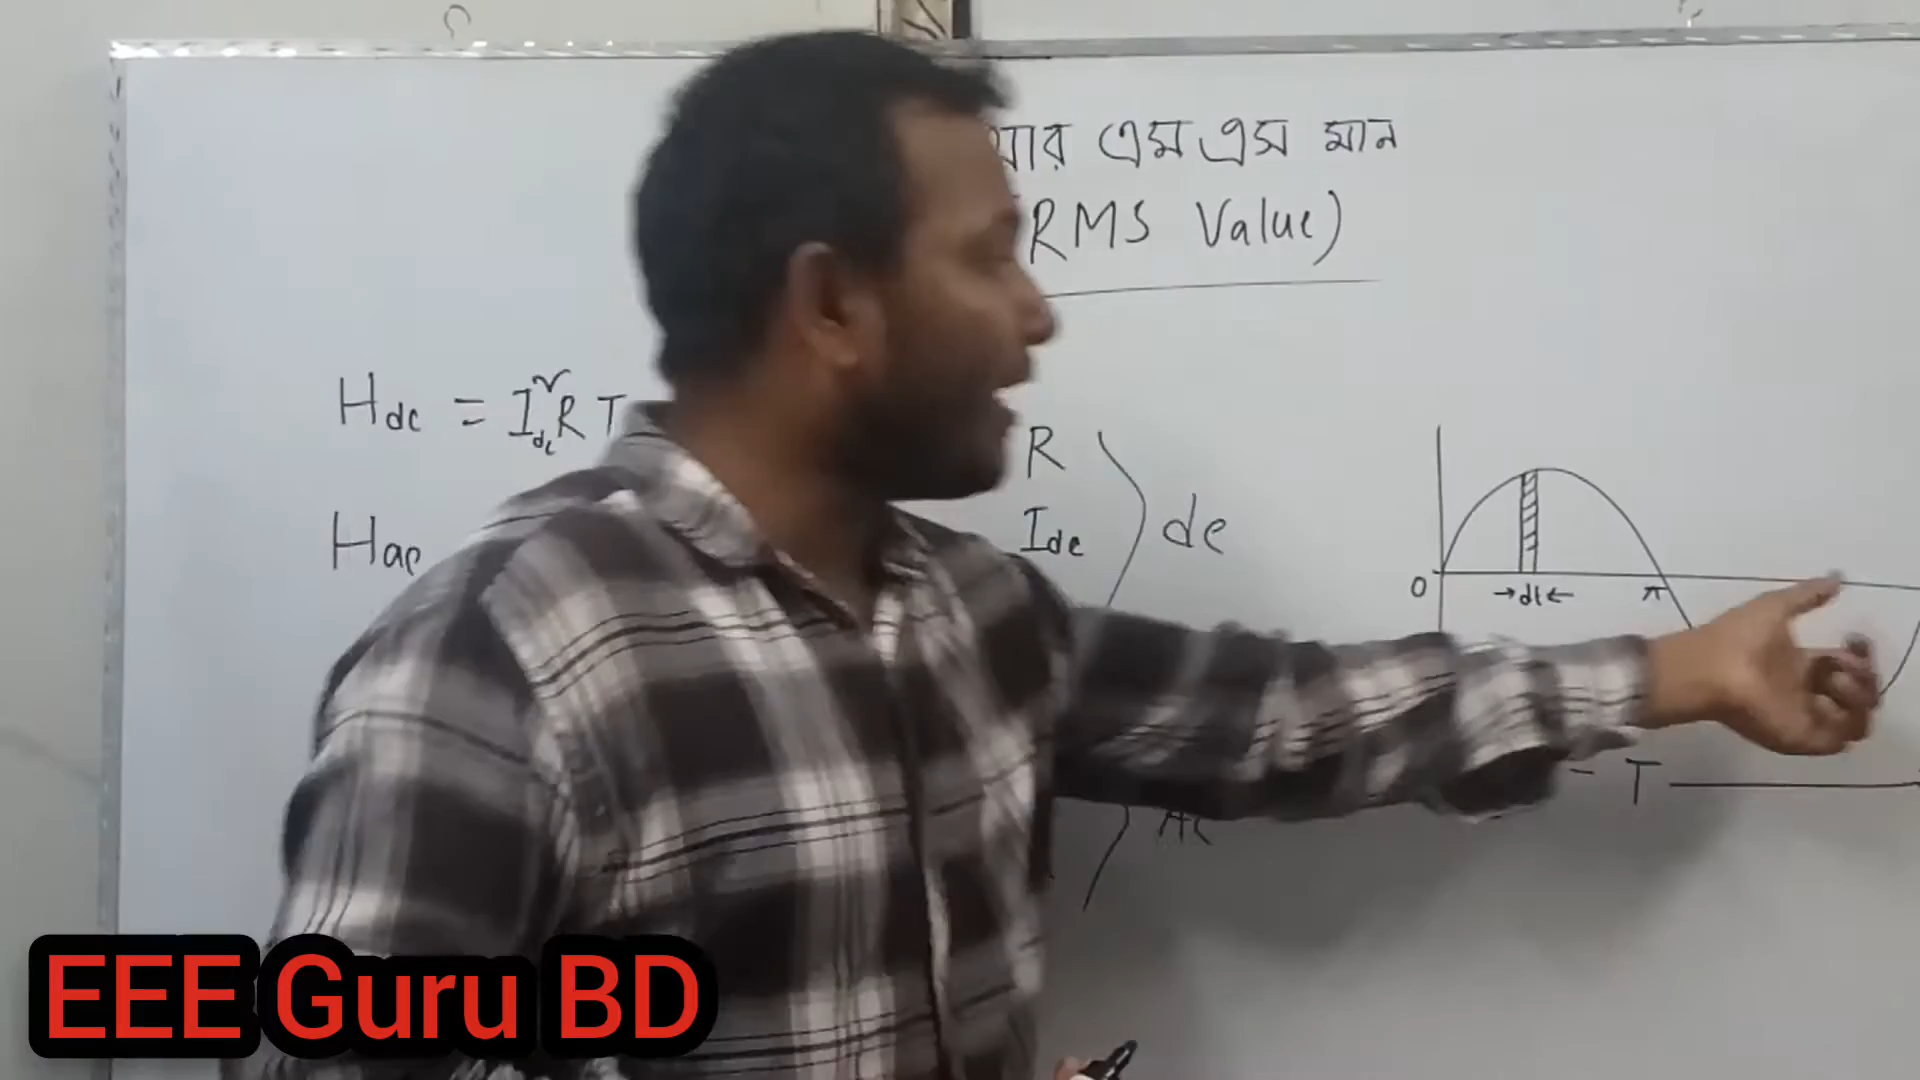 এম এস মান
(RMS Value)
H_dc = I_dc² R T
H_ac
R
I_dc
dc
0
→dt←
π
T
AC
EEE Guru BD